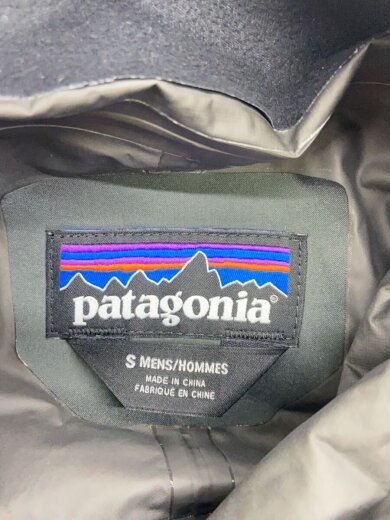 patagonia®
S MENS/HOMMES
MADE IN CHINA
FABRIQUÉ EN CHINE